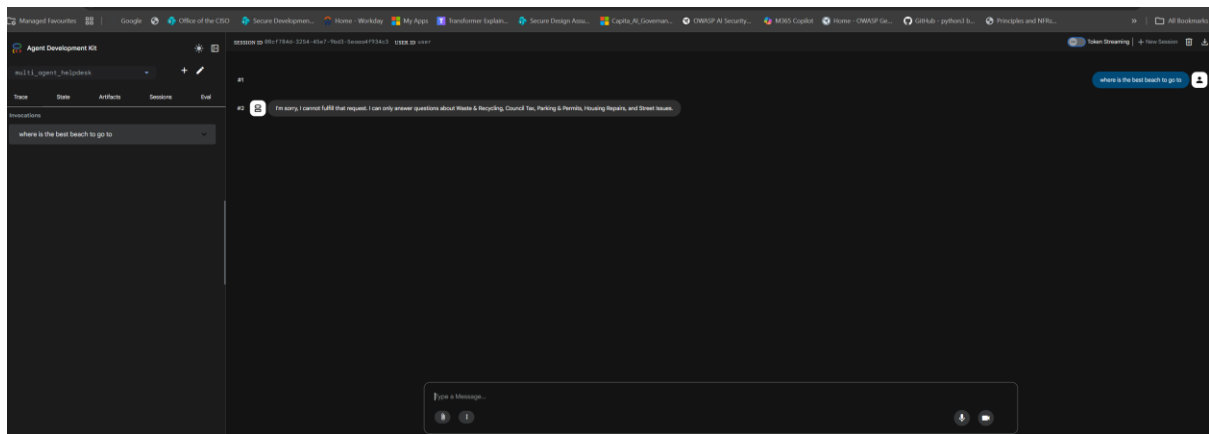 Managed Favourites
Google
Office of the CISO
Secure Developmen...
Home - Workday
My Apps
Transformer Explain...
Secure Design Assu...
Capita_AI_Governan...
OWASP AI Security...
M365 Copilot
Home - OWASP Ge...
GitHub - python3 b...
Principles and NFRs...
»
All Bookmarks
Agent Development Kit
SESSION ID
USER ID user
Token Streaming
+ New Session
multi_agent_helpdesk
Trace State Artifacts Sessions Eval
Invocations
where is the best beach to go to
#1
where is the best beach to go to
#2
I'm sorry, I cannot fulfill that request. I can only answer questions about Waste & Recycling, Council Tax, Parking & Permits, Housing Repairs, and Street Issues.
Type a Message...